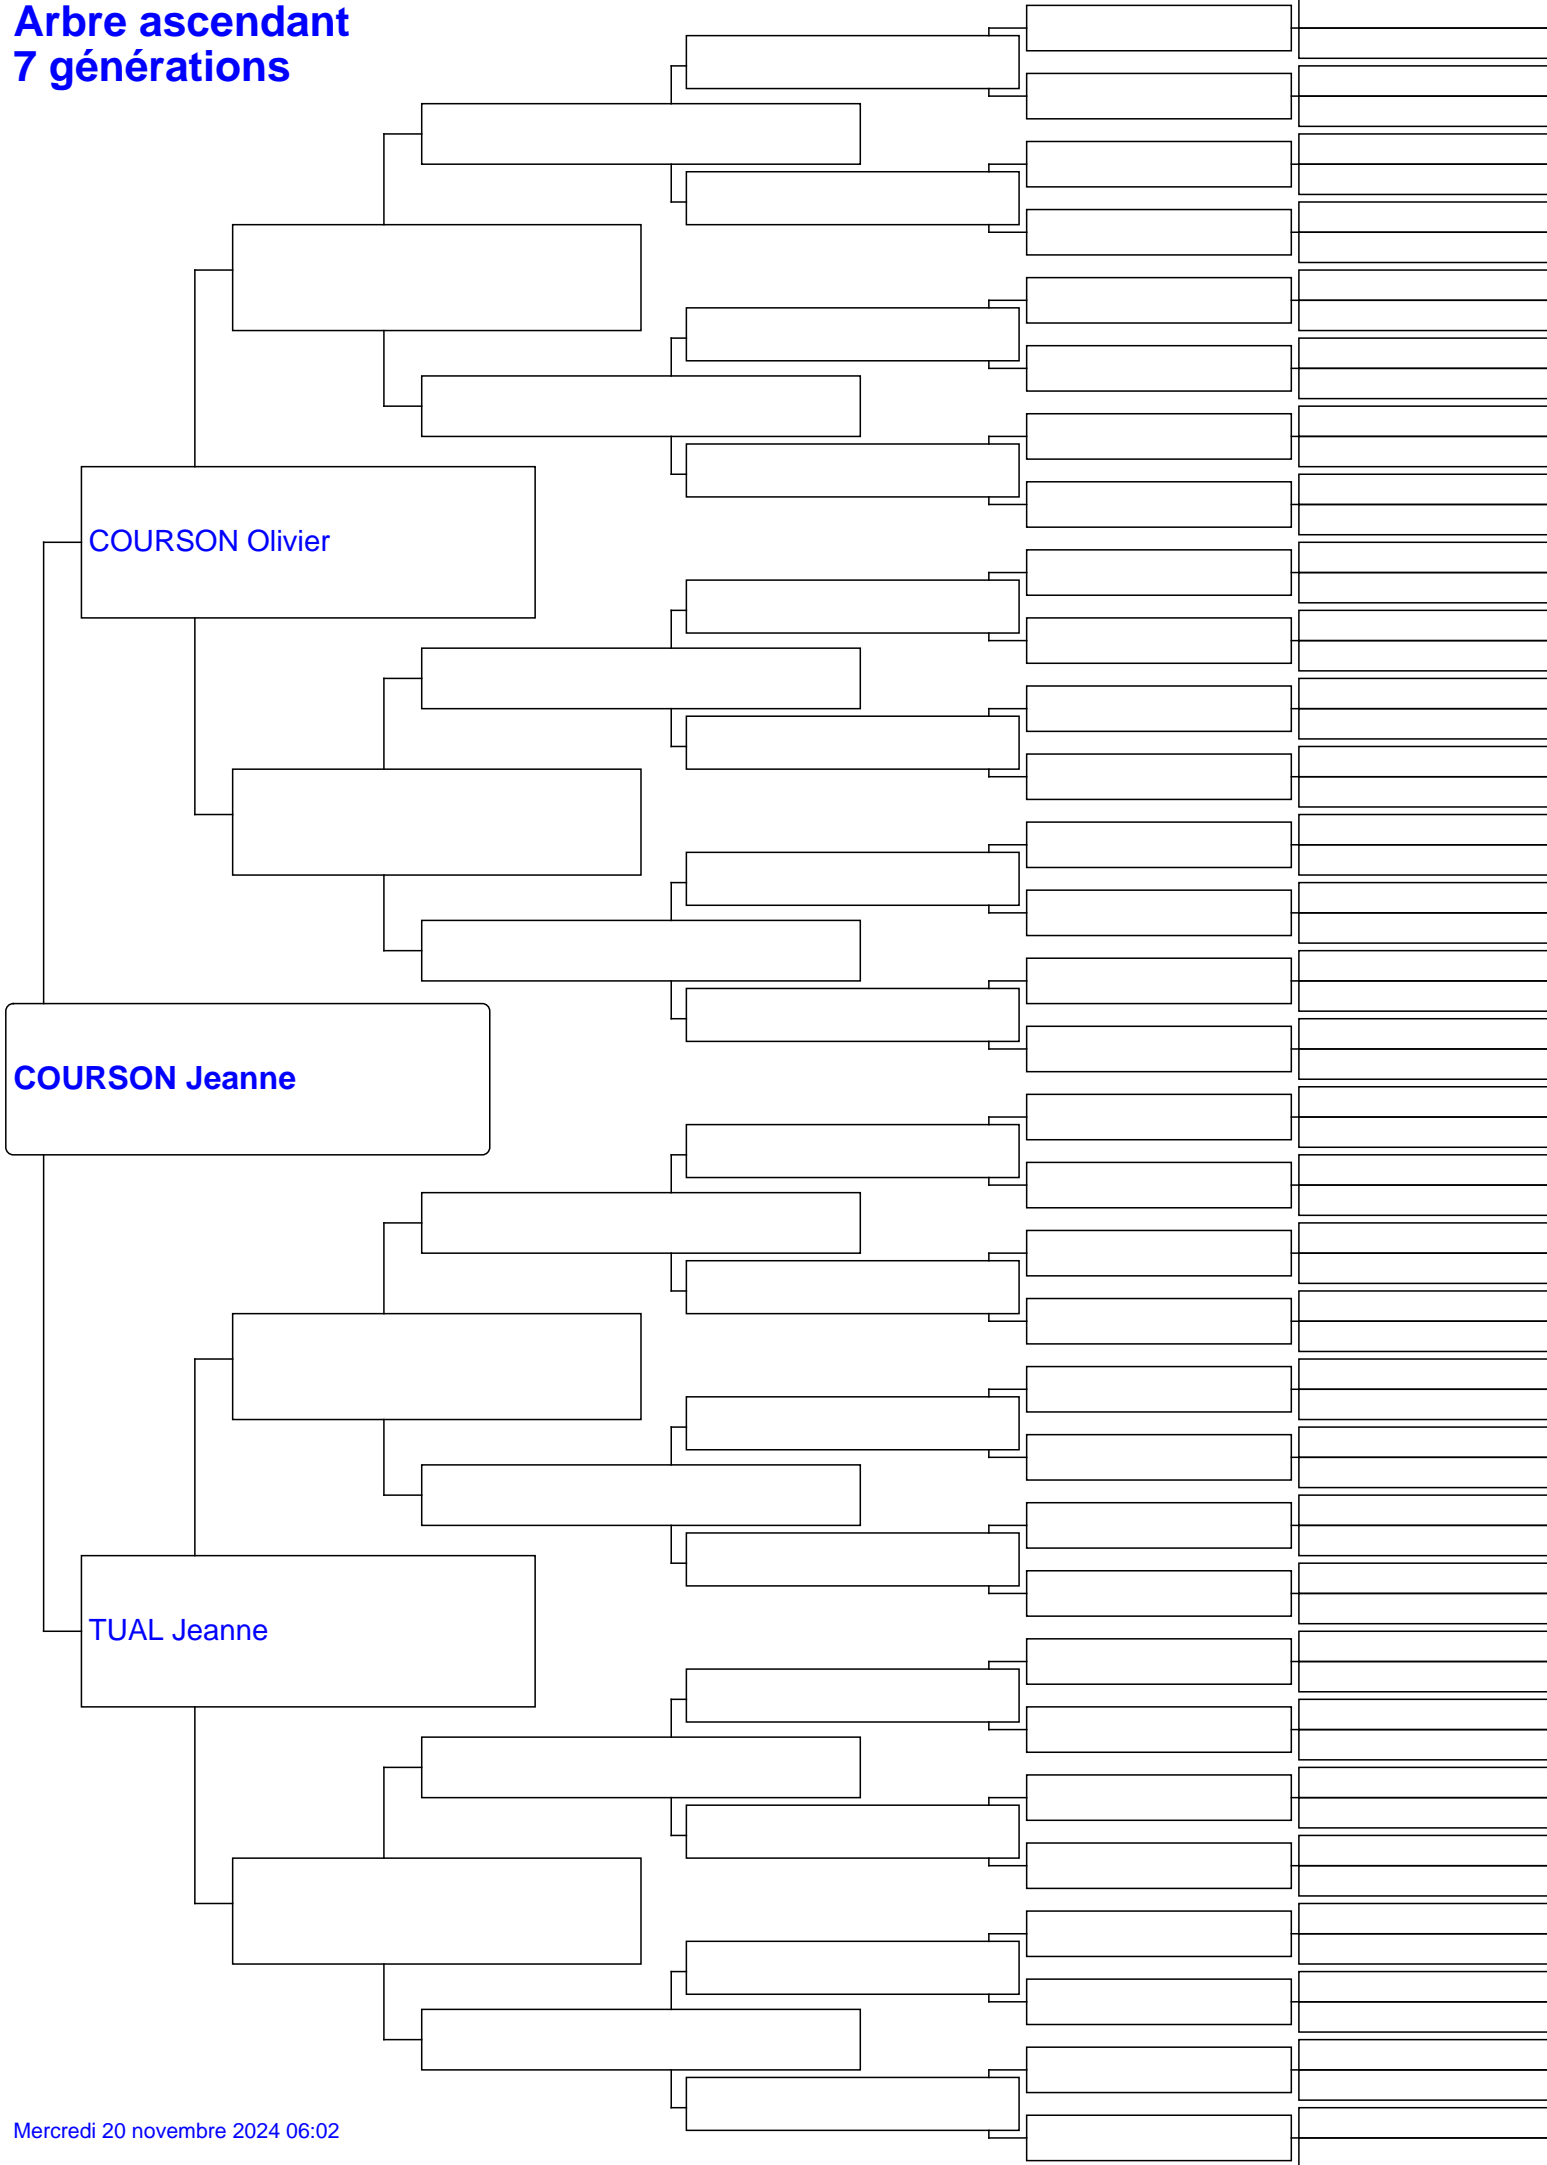 Arbre ascendant
7 générations
COURSON Olivier
COURSON Jeanne
TUAL Jeanne
Mercredi 20 novembre 2024 06:02